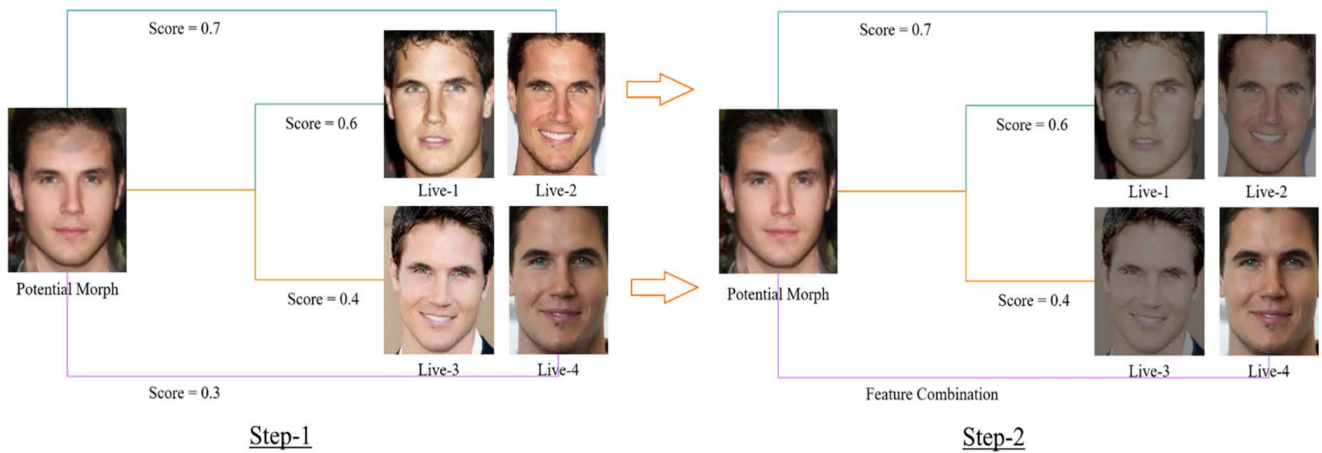 Score = 0.7
Score = 0.6
Live-1
Live-2
Potential Morph
Score = 0.4
Live-3
Live-4
Score = 0.3
Step-1
Score = 0.7
Score = 0.6
Live-1
Live-2
Potential Morph
Score = 0.4
Live-3
Live-4
Feature Combination
Step-2